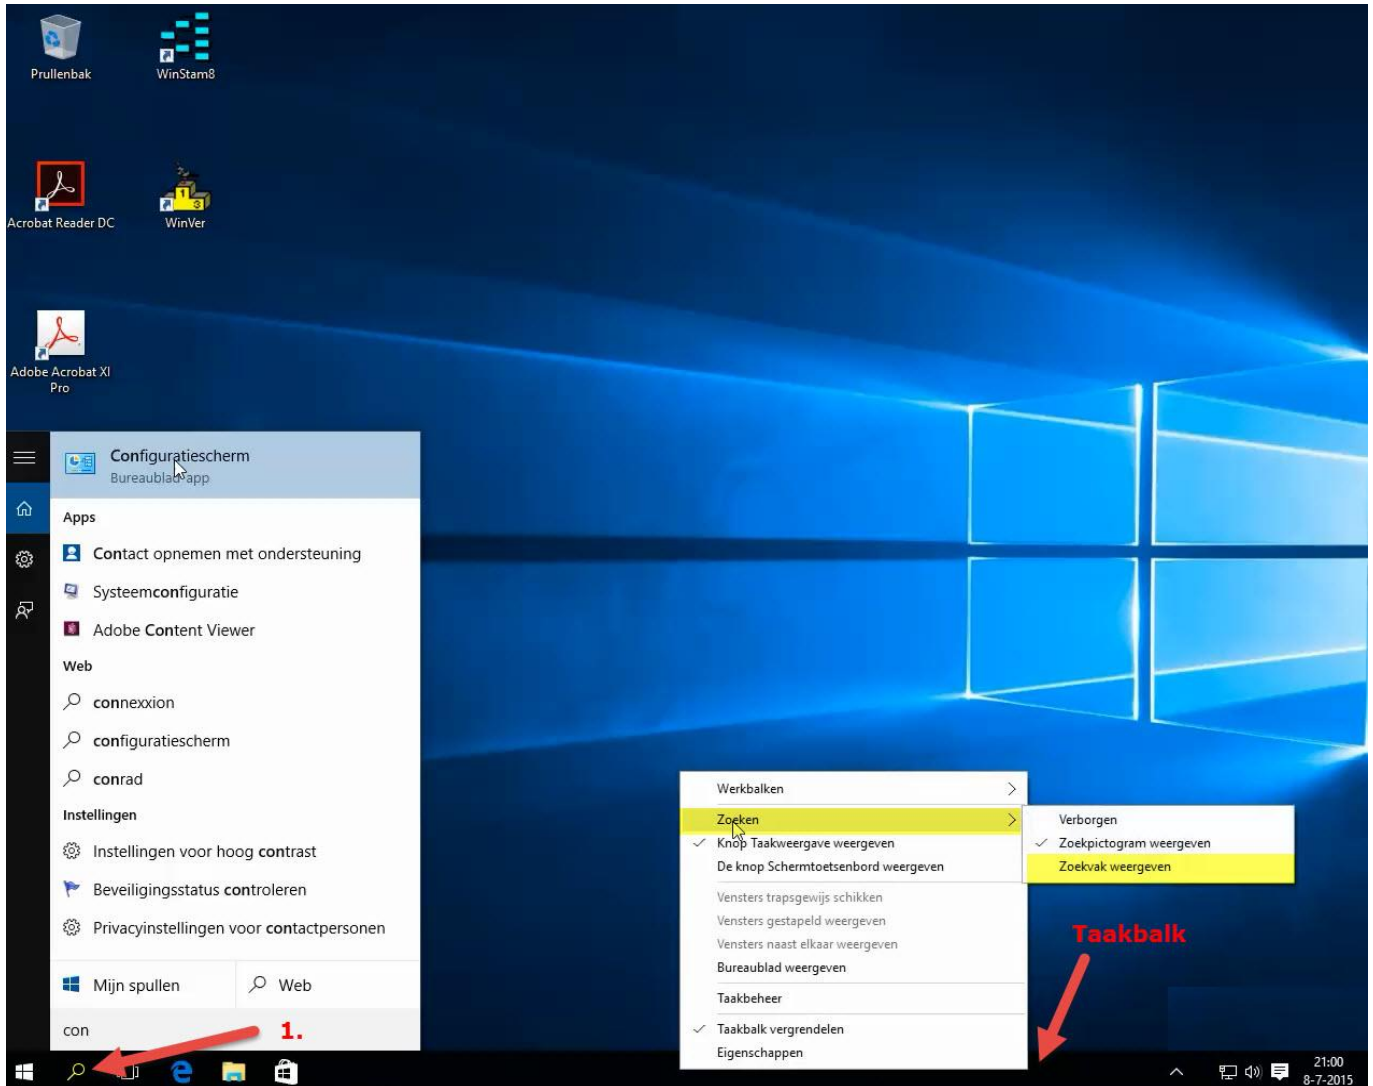 Prullenbak
WinStam8
Acrobat Reader DC
WinVer
Adobe Acrobat XI
Pro
Configuratiescherm
Bureaublad-app
Apps
Contact opnemen met ondersteuning
Systeemconfiguratie
Adobe Content Viewer
Web
connexxion
configuratiescherm
conrad
Instellingen
Instellingen voor hoog contrast
Beveiligingsstatus controleren
Privacyinstellingen voor contactpersonen
Mijn spullen
Web
con
1.
Werkbalken
Zoeken
Knop Taakweergave weergeven
De knop Schermtoetsenbord weergeven
Vensters trapsgewijs schikken
Vensters gestapeld weergeven
Vensters naast elkaar weergeven
Bureaublad weergeven
Taakbeheer
Taakbalk vergrendelen
Eigenschappen
Verborgen
Zoekpictogram weergeven
Zoekvak weergeven
Taakbalk
21:00
8-7-2015